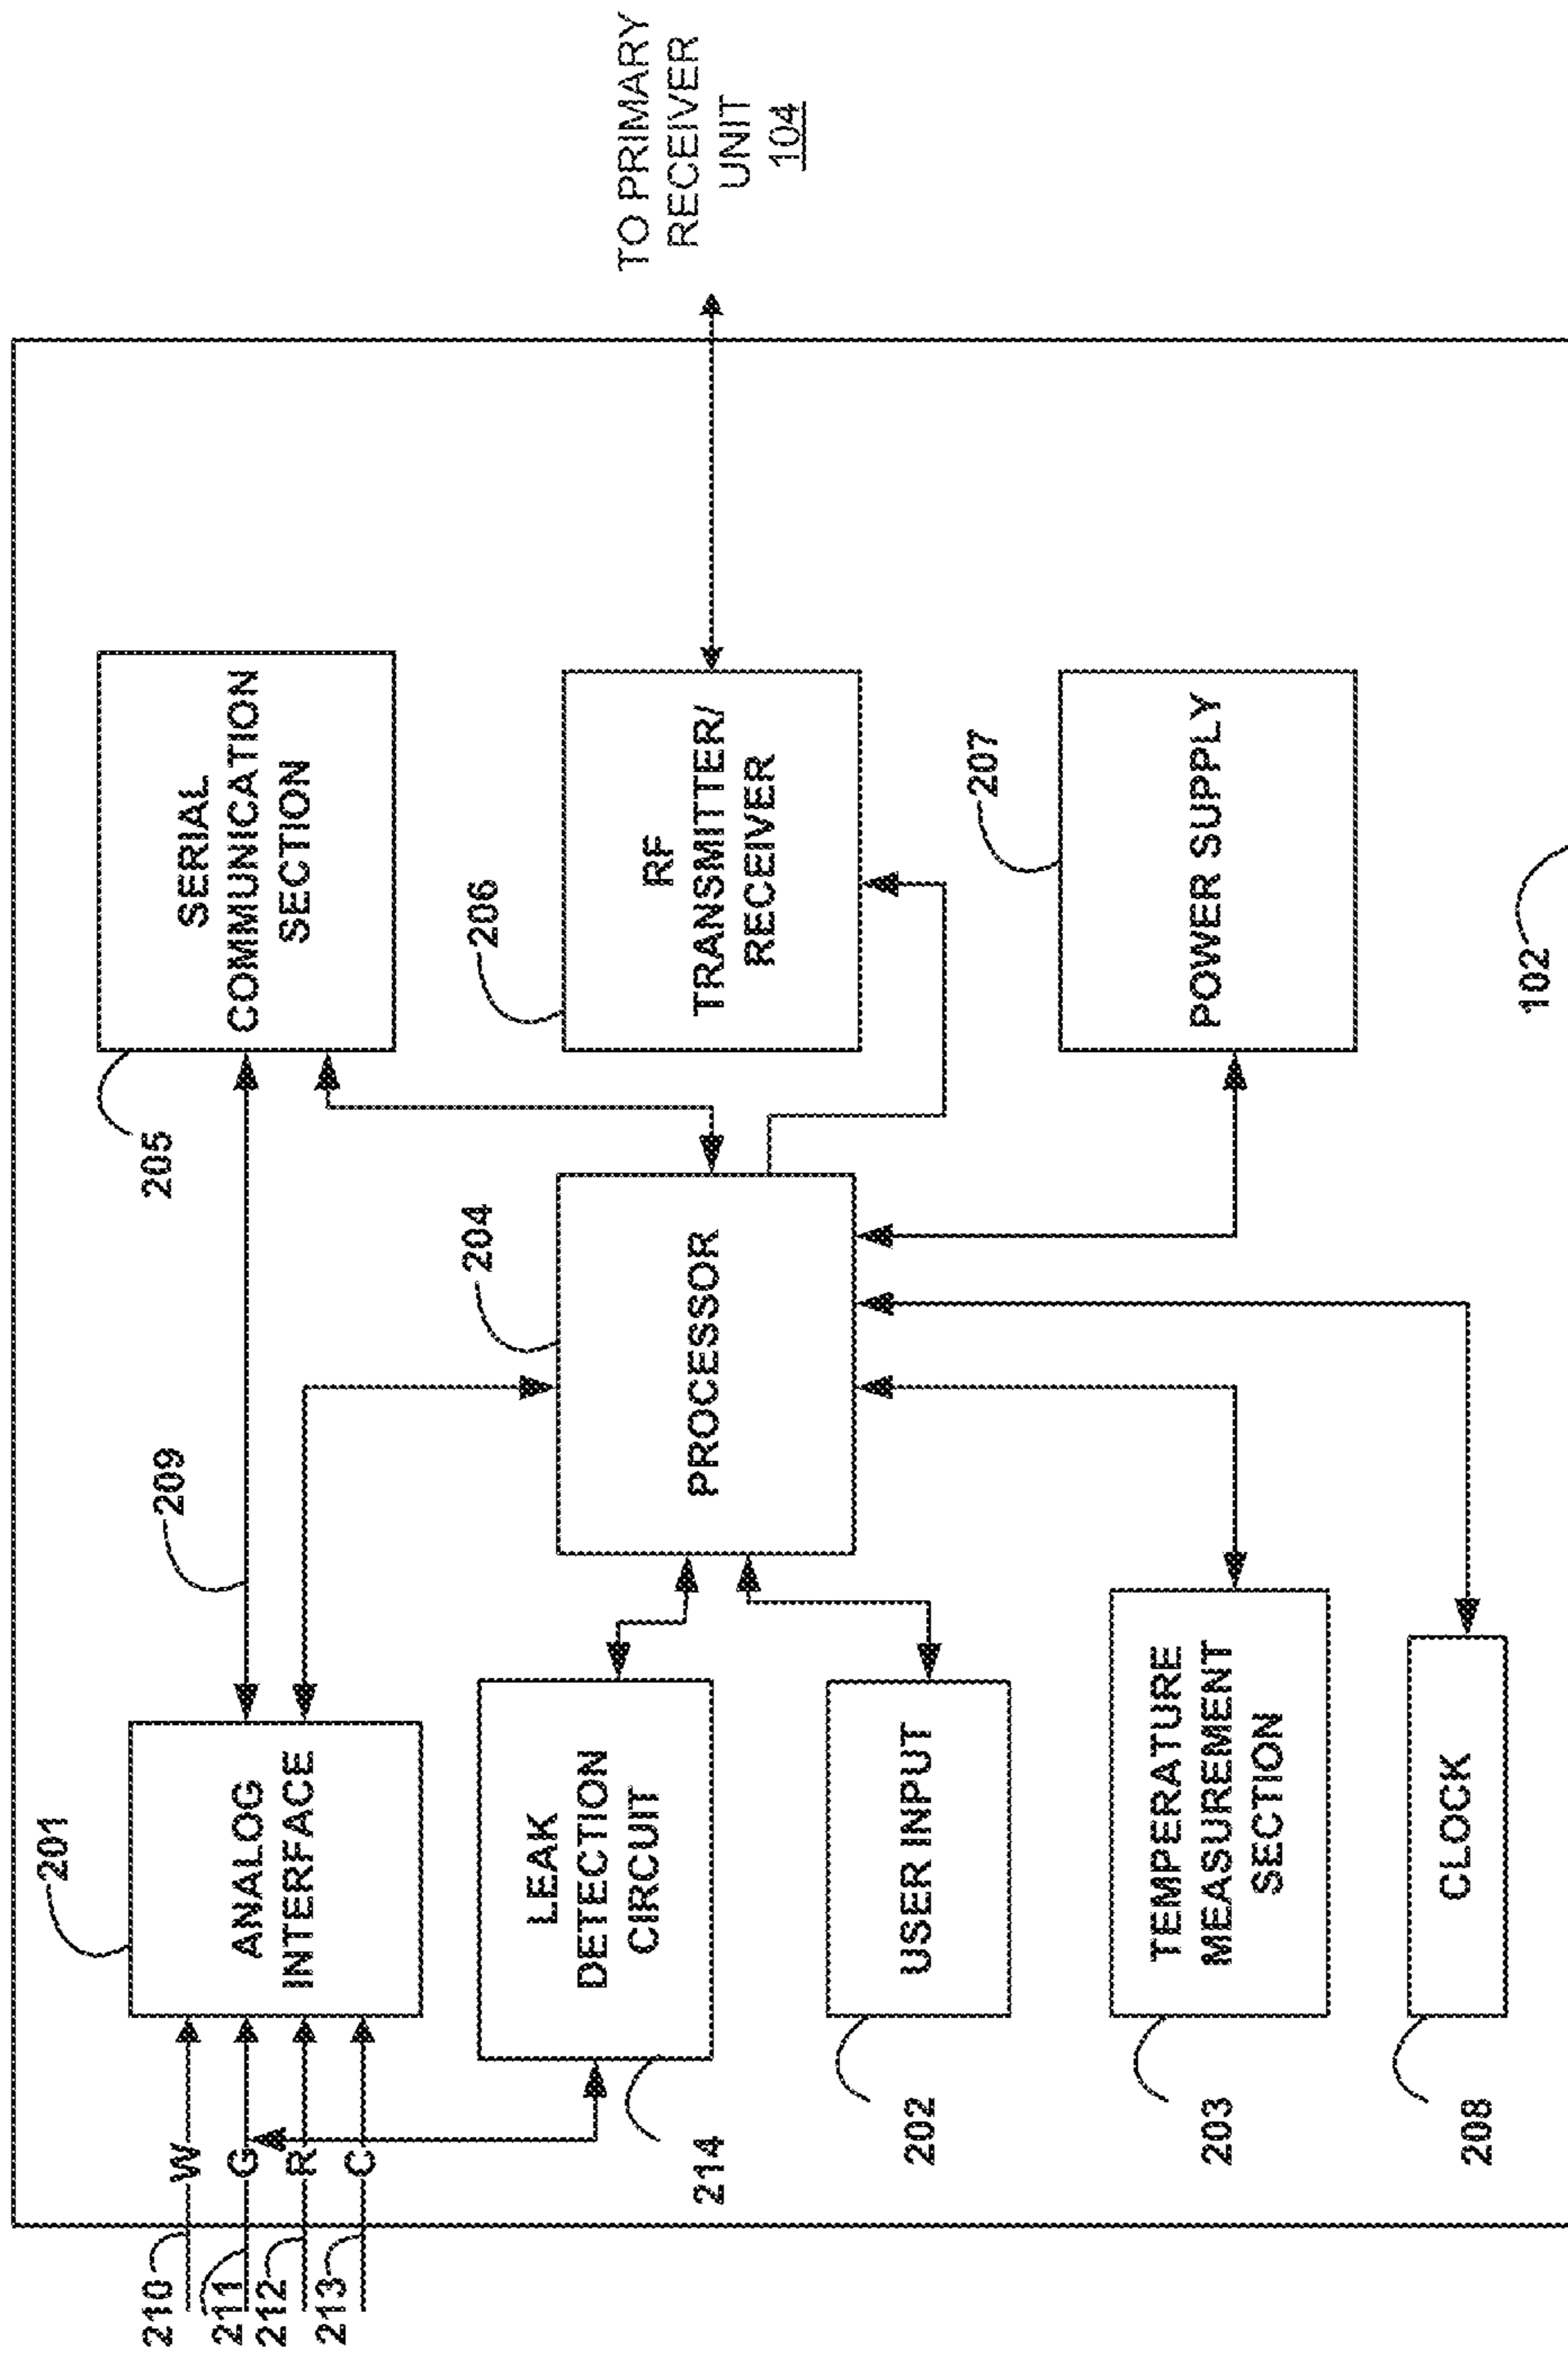 210
W
211
G
212
R
213
C
201
ANALOG
INTERFACE
209
205
SERIAL
COMMUNICATION
SECTION
214
LEAK
DETECTION
CIRCUIT
204
PROCESSOR
206
RF
TRANSMITTER/
RECEIVER
TO PRIMARY
RECEIVER
UNIT
104
202
USER INPUT
203
TEMPERATURE
MEASUREMENT
SECTION
207
POWER SUPPLY
208
CLOCK
102